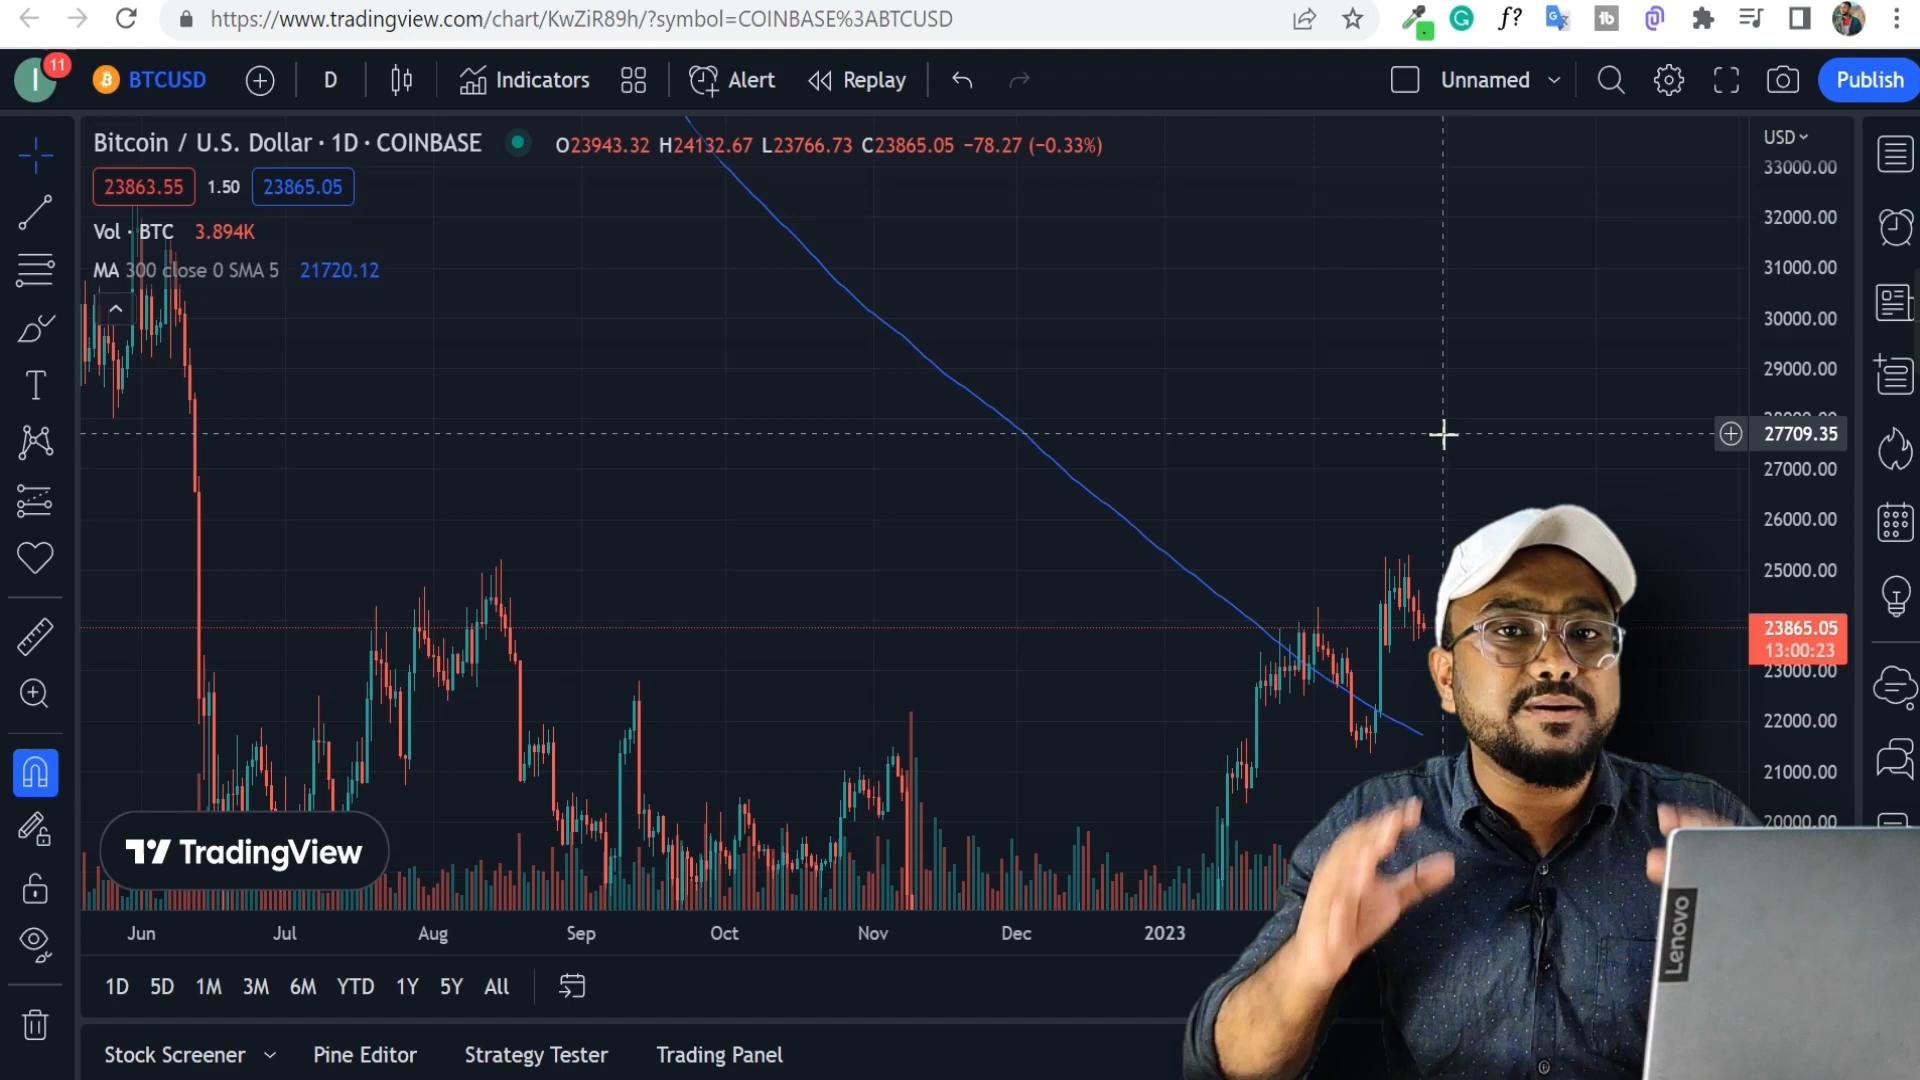 https://www.tradingview.com/chart/KwZiR89h/?symbol=COINBASE%3ABTCUSD
f?
I 11 BTCUSD D Indicators Alert Replay Unnamed Publish
Bitcoin / U.S. Dollar · 1D · COINBASE O23943.32 H24132.67 L23766.73 C23865.05 −78.27 (−0.33%)
USD
23863.55 1.50 23865.05
Vol · BTC 3.894K
MA 300 close 0 SMA 5 21720.12
33000.00
32000.00
31000.00
30000.00
29000.00
27709.35
27000.00
26000.00
25000.00
23865.05
13:00:23
23000.00
22000.00
21000.00
20000.00
TradingView
Lenovo
Jun Jul Aug Sep Oct Nov Dec 2023
1D 5D 1M 3M 6M YTD 1Y 5Y All
Stock Screener Pine Editor Strategy Tester Trading Panel